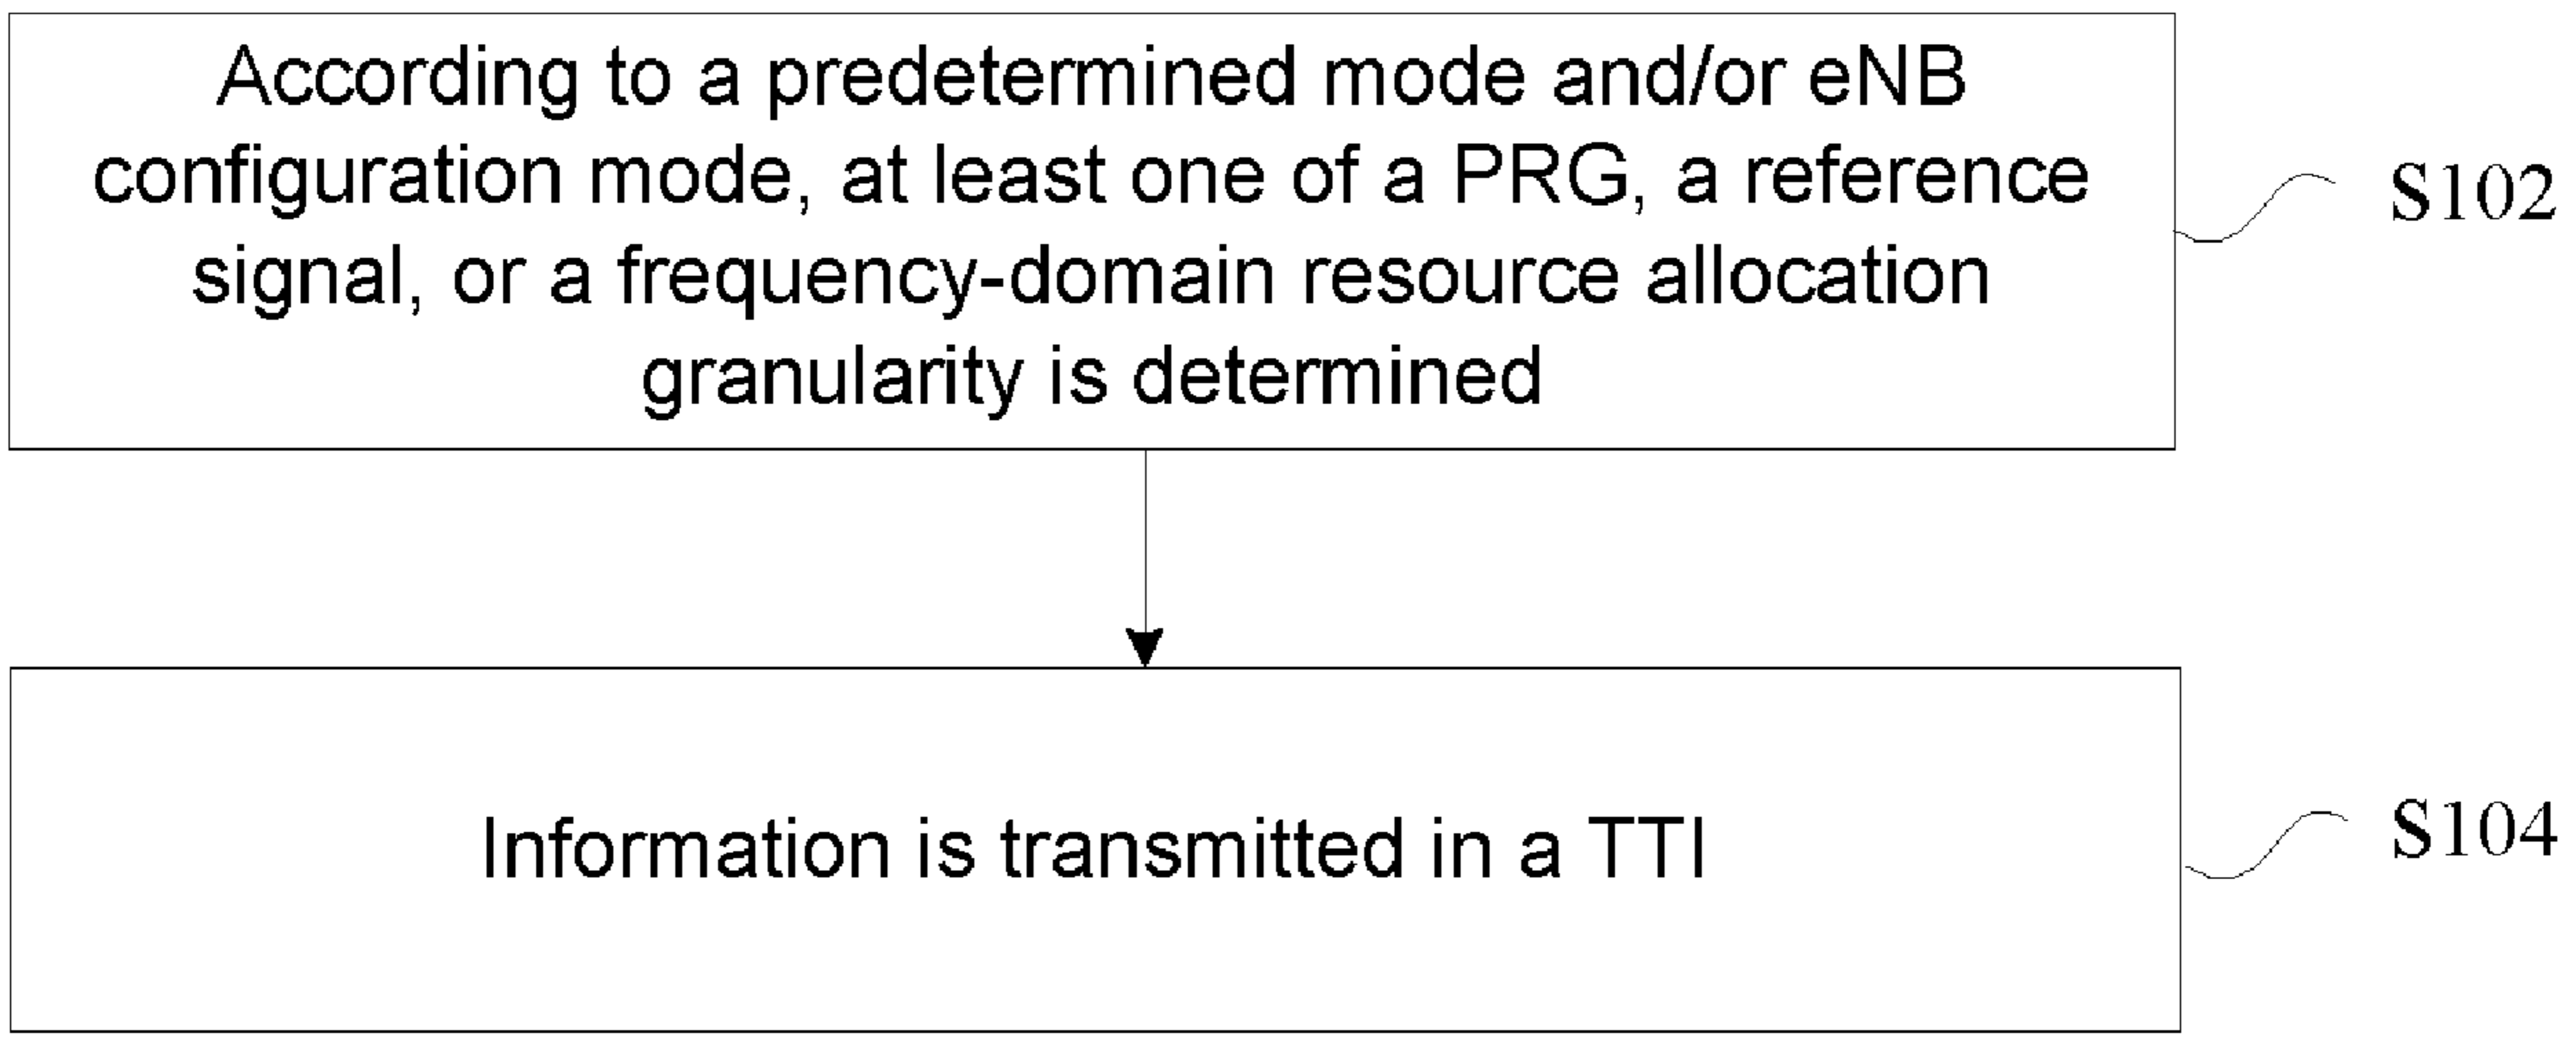 According to a predetermined mode and/or eNB
configuration mode, at least one of a PRG, a reference
signal, or a frequency-domain resource allocation
granularity is determined
S102
Information is transmitted in a TTI
S104